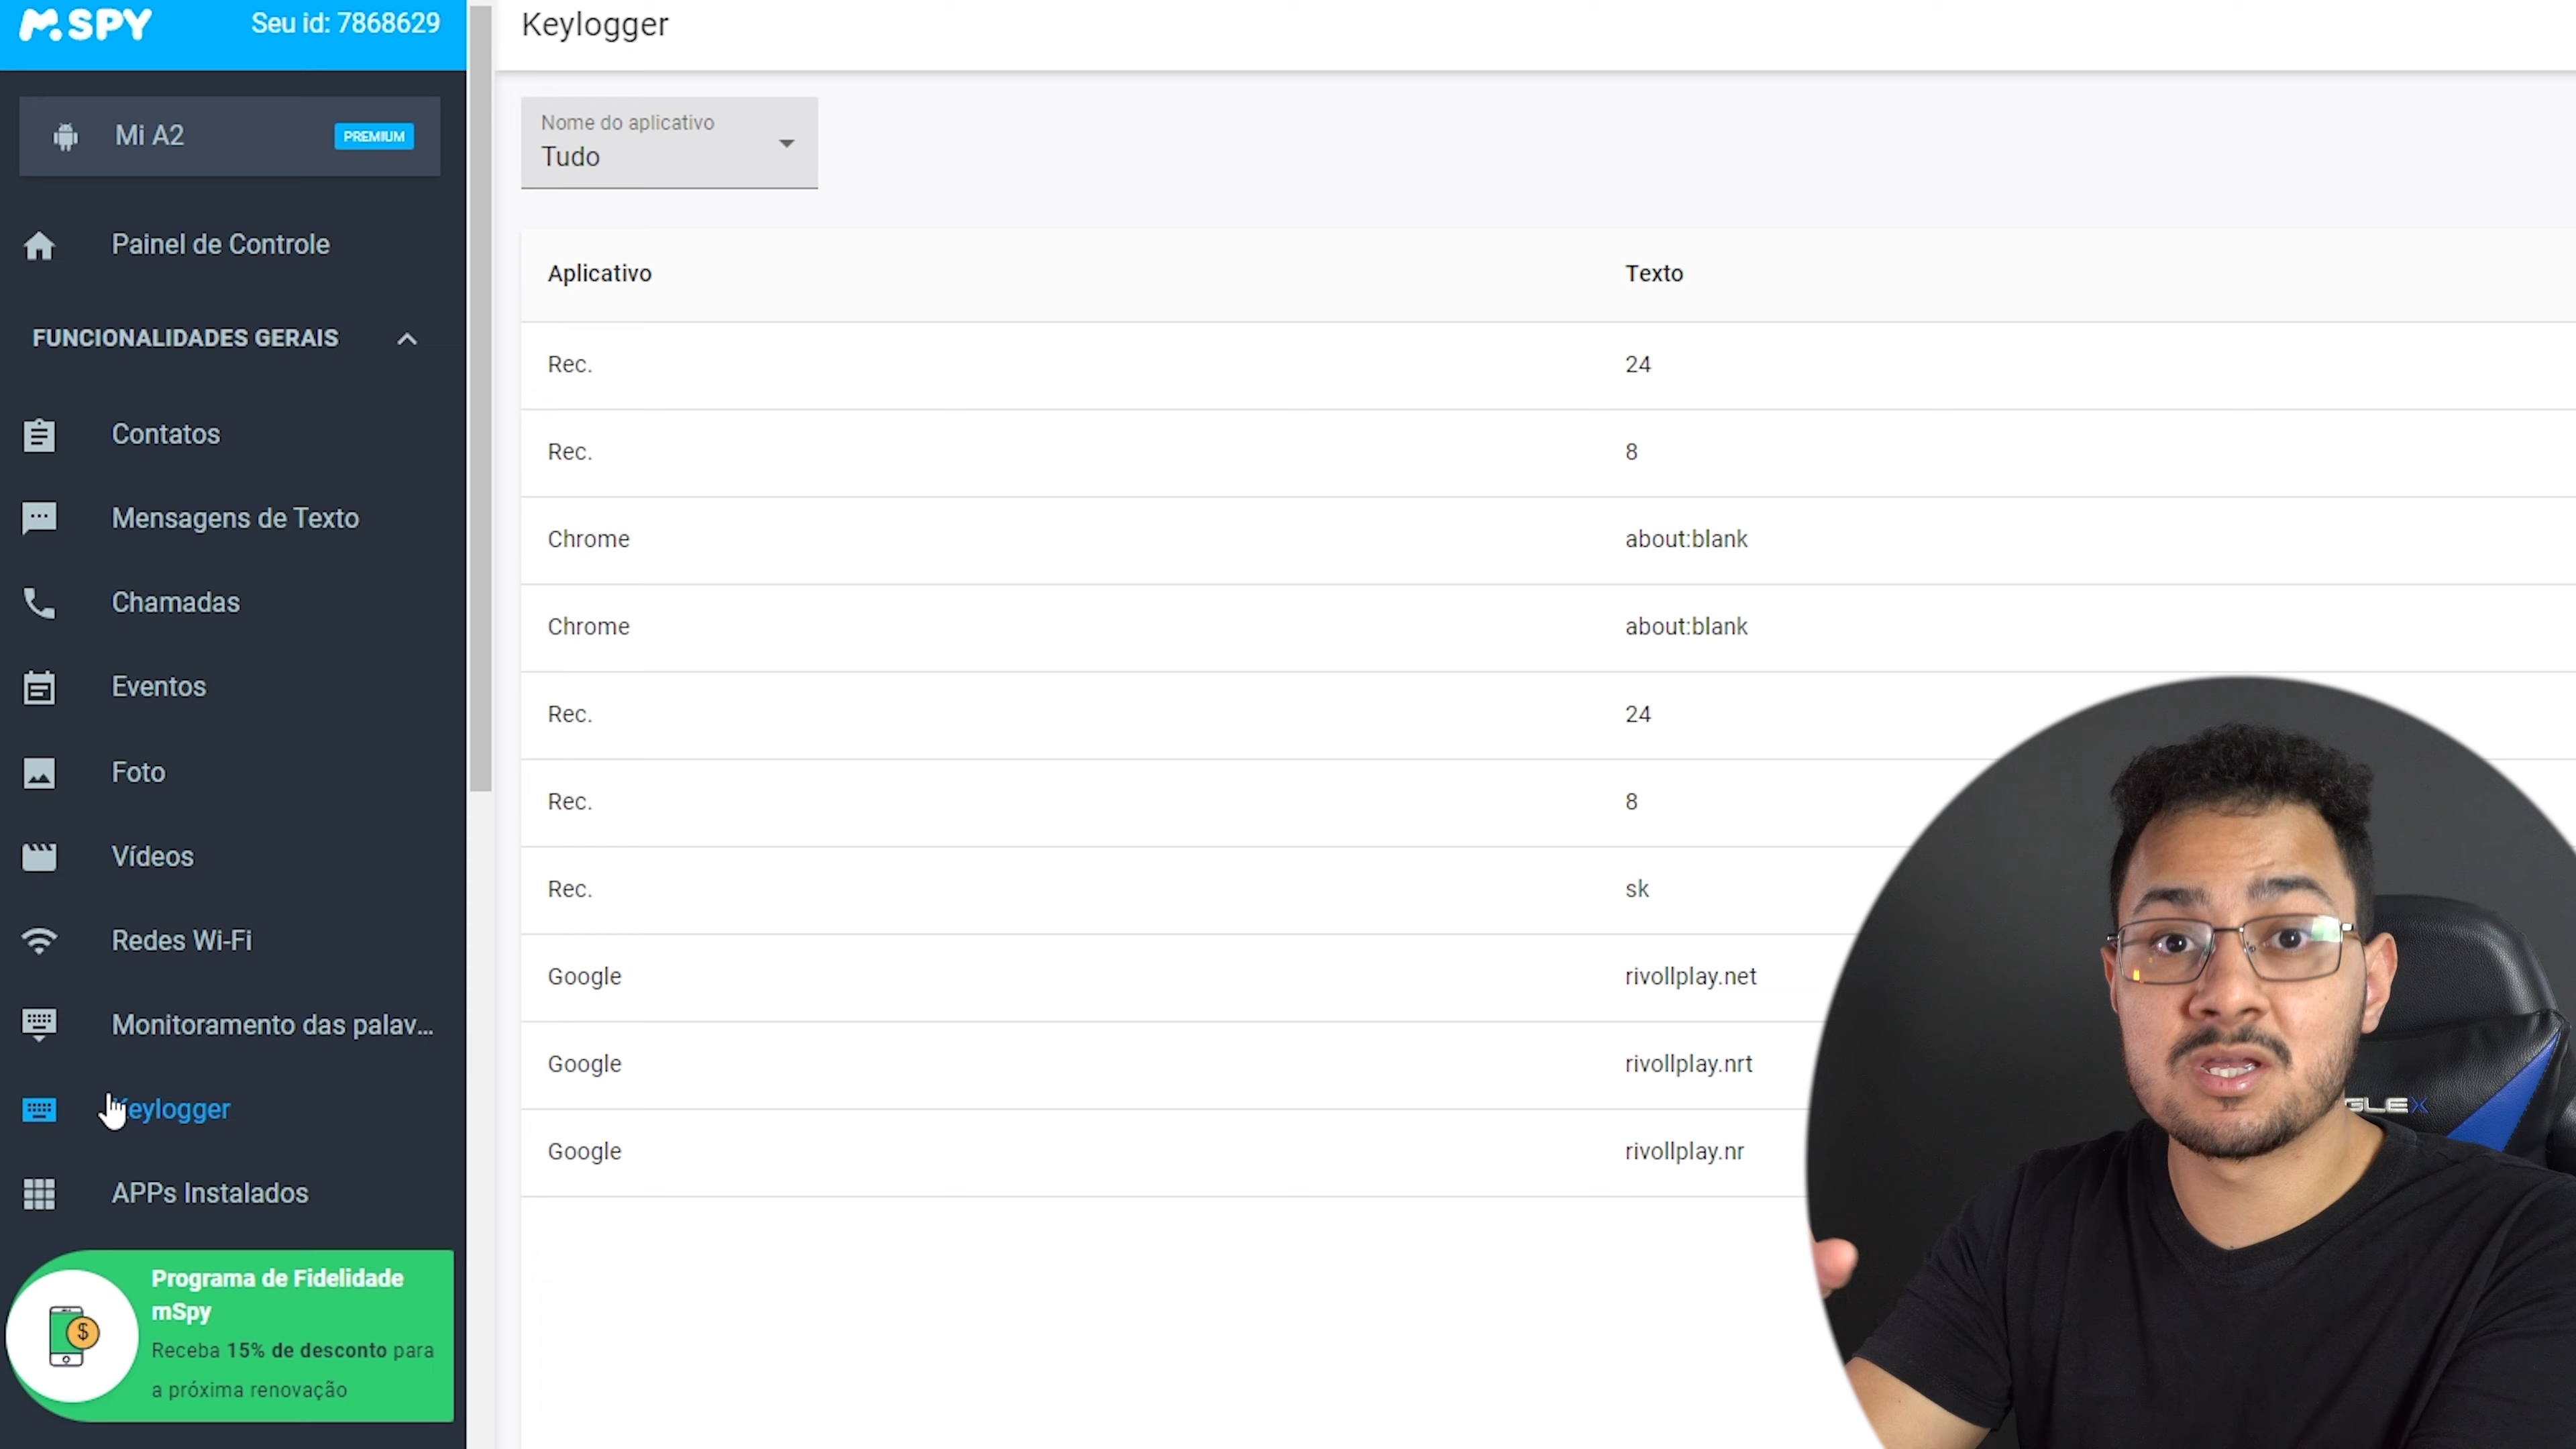 mSPY
Seu id: 7868629
Mi A2
PREMIUM
Painel de Controle
FUNCIONALIDADES GERAIS
Contatos
Mensagens de Texto
Chamadas
Eventos
Foto
Vídeos
Redes Wi-Fi
Monitoramento das palav...
Keylogger
APPs Instalados
Programa de Fidelidade
mSpy
Receba 15% de desconto para
a próxima renovação
Keylogger
Nome do aplicativo
Tudo
Aplicativo Texto
Rec. 24
Rec. 8
Chrome about:blank
Chrome about:blank
Rec. 24
Rec. 8
Rec. sk
Google rivollplay.net
Google rivollplay.nrt
Google rivollplay.nr
GLEX